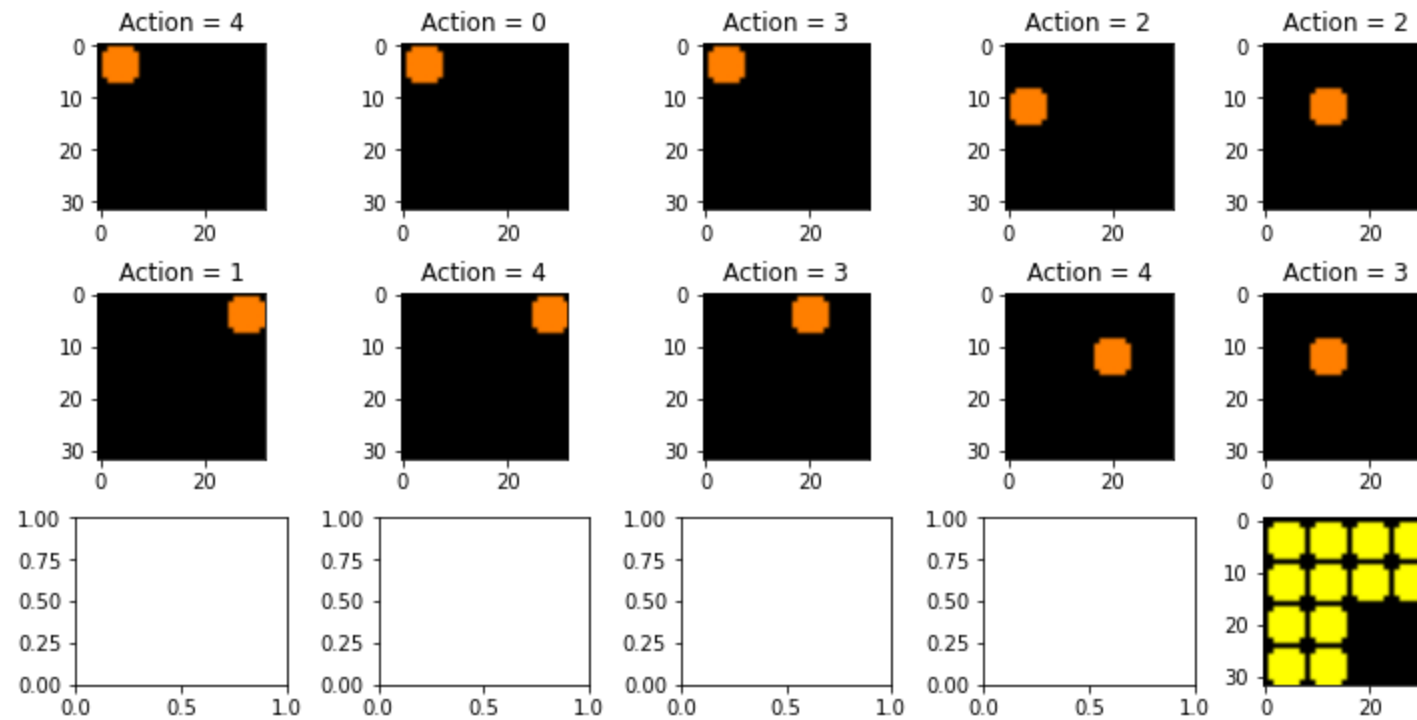 Action = 4 Action = 0 Action = 3 Action = 2 Action = 2
0 0 0 0 0
10 10 10 10 10
20 20 20 20 20
30 30 30 30 30
0 20 0 20 0 20 0 20 0 20
Action = 1 Action = 4 Action = 3 Action = 4 Action = 3
0 0 0 0 0
10 10 10 10 10
20 20 20 20 20
30 30 30 30 30
0 20 0 20 0 20 0 20 0 20
1.00 1.00 1.00 1.00 0
0.75 0.75 0.75 0.75 10
0.50 0.50 0.50 0.50 20
0.25 0.25 0.25 0.25 30
0.00 0.00 0.00 0.00
0.0 0.5 1.0 0.0 0.5 1.0 0.0 0.5 1.0 0.0 0.5 1.0 0 20